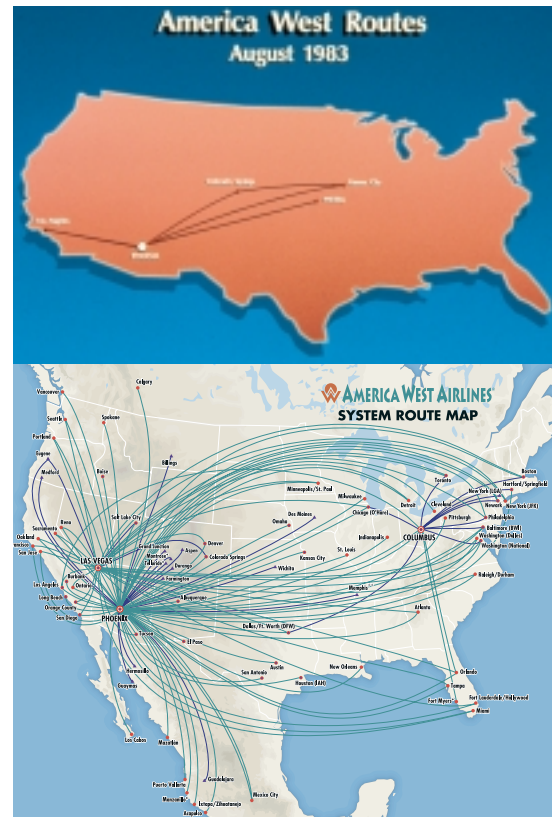 America West Routes
August 1983
Los Angeles
Phoenix
Wichita
AMERICA WEST AIRLINES
SYSTEM ROUTE MAP
Calgary
Vancouver
Seattle
Spokane
Portland
Eugene
Medford
Boise
Billings
Minneapolis/St. Paul
Milwaukee
Chicago (O'Hare)
Detroit
Toronto
Cleveland
Pittsburgh
Boston
Hartford/Springfield
New York (LGA)
Newark
New York (JFK)
Philadelphia
Baltimore (BWI)
Washington (Dulles)
Washington (National)
COLUMBUS
Indianapolis
Des Moines
Omaha
Reno
Sacramento
Oakland
Francisco
San Jose
Salt Lake City
Grand Junction
Montrose
Telluride
Aspen
Durango
Farmington
Denver
Colorado Springs
LAS VEGAS
Kansas City
St. Louis
Wichita
Raleigh/Durham
Burbank
Los Angeles
Ontario
Long Beach
Orange County
San Diego
PHOENIX
Albuquerque
Memphis
Atlanta
Dallas/Ft. Worth (DFW)
Tucson
El Paso
Austin
San Antonio
Houston (IAH)
New Orleans
Orlando
Tampa
Fort Myers
Fort Lauderdale/Hollywood
Miami
Hermosillo
Guaymas
Los Cabos
Mazatlán
Puerto Vallarta
Guadalajara
Manzanillo
Ixtapa/Zihuatanejo
Acapulco
Mexico City